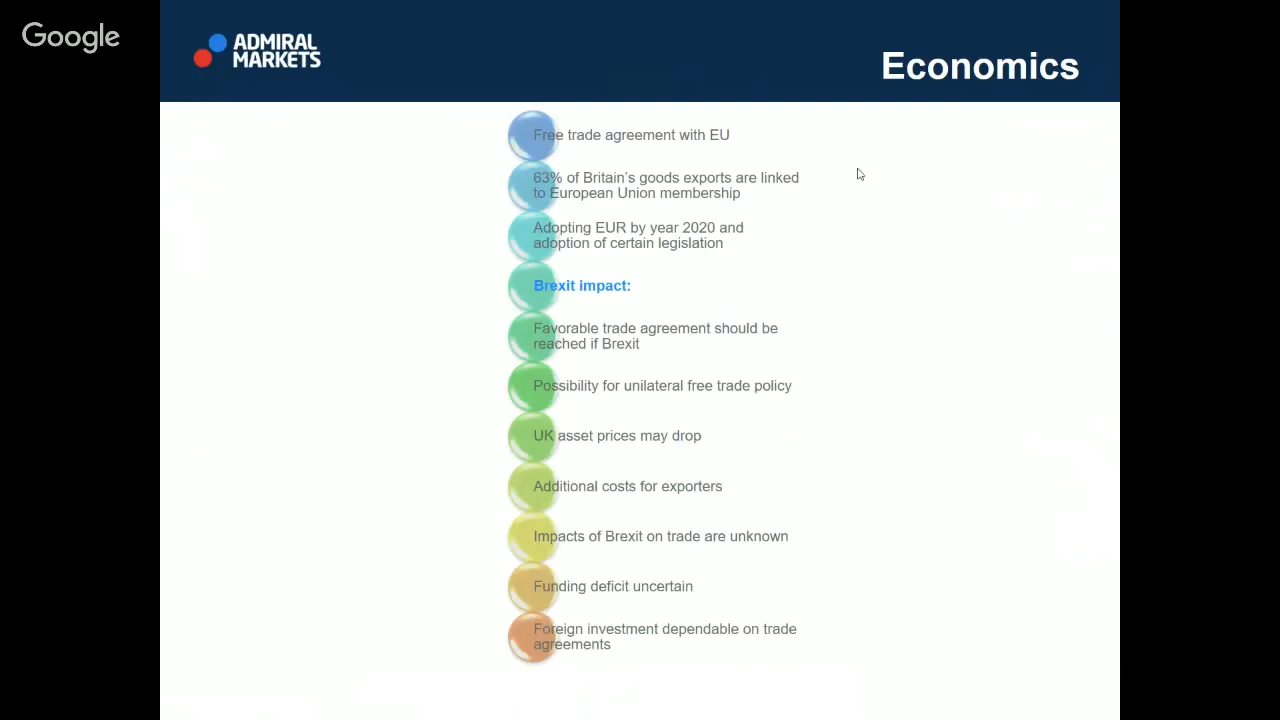 Google
ADMIRAL
MARKETS
Economics
Free trade agreement with EU
63% of Britain's goods exports are linked
to European Union membership
Adopting EUR by year 2020 and
adoption of certain legislation
Brexit impact:
Favorable trade agreement should be
reached if Brexit
Possibility for unilateral free trade policy
UK asset prices may drop
Additional costs for exporters
Impacts of Brexit on trade are unknown
Funding deficit uncertain
Foreign investment dependable on trade
agreements